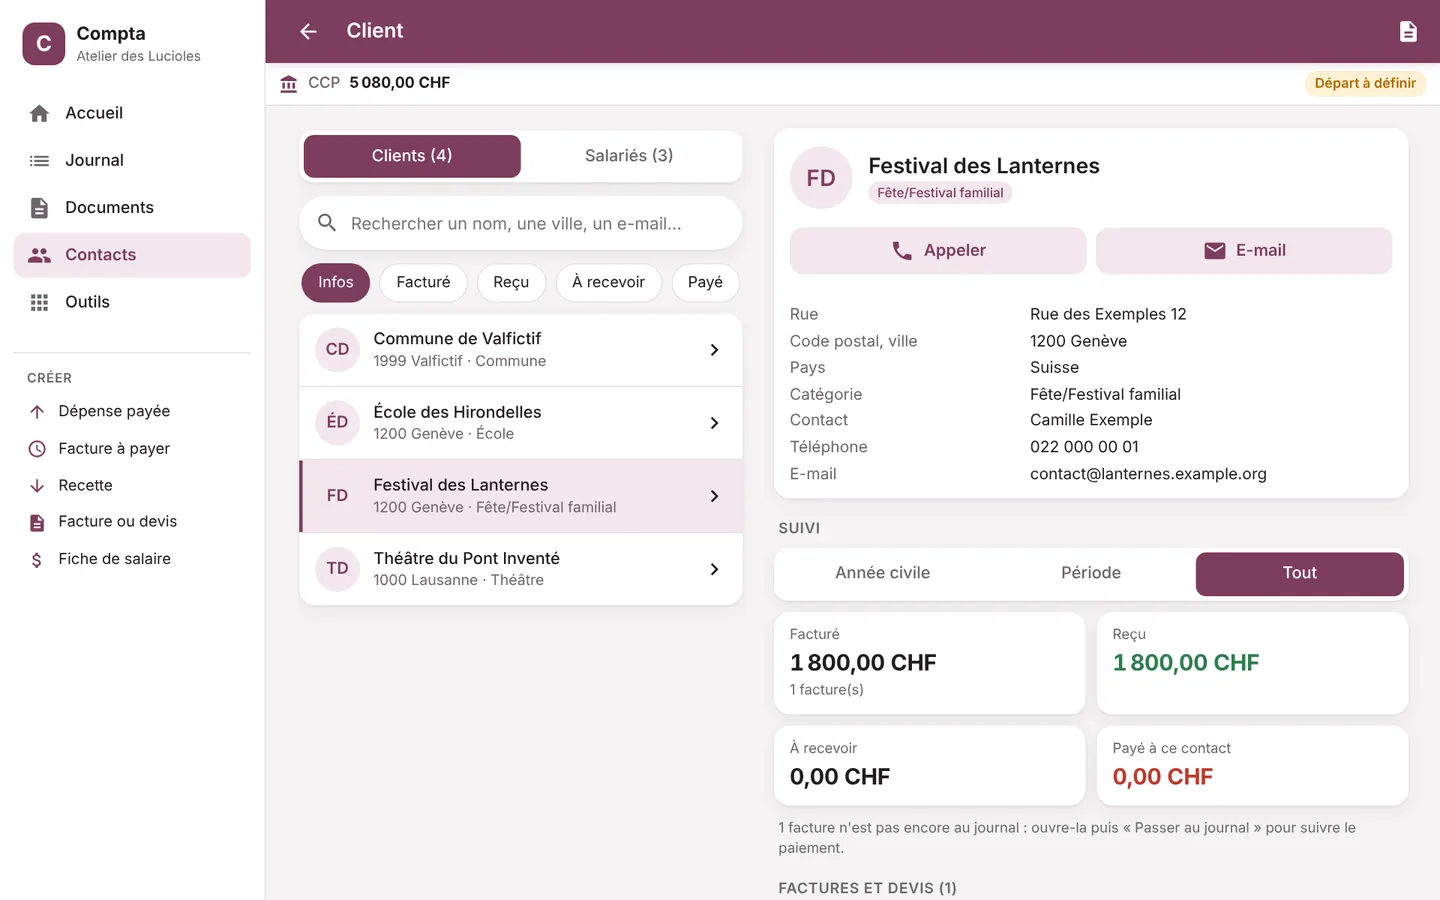 C
Compta
Atelier des Lucioles
Accueil
Journal
Documents
Contacts
Outils
CRÉER
Dépense payée
Facture à payer
Recette
Facture ou devis
Fiche de salaire
Client
CCP 5 080,00 CHF
Départ à définir
Clients (4)
Salariés (3)
Rechercher un nom, une ville, un e-mail...
Infos
Facturé
Reçu
À recevoir
Payé
CD
Commune de Valfictif
1999 Valfictif · Commune
ÉD
École des Hirondelles
1200 Genève · École
FD
Festival des Lanternes
1200 Genève · Fête/Festival familial
TD
Théâtre du Pont Inventé
1000 Lausanne · Théâtre
FD
Festival des Lanternes
Fête/Festival familial
Appeler
E-mail
Rue Rue des Exemples 12
Code postal, ville 1200 Genève
Pays Suisse
Catégorie Fête/Festival familial
Contact Camille Exemple
Téléphone 022 000 00 01
E-mail contact@lanternes.example.org
SUIVI
Année civile
Période
Tout
Facturé
1 800,00 CHF
1 facture(s)
Reçu
1 800,00 CHF
À recevoir
0,00 CHF
Payé à ce contact
0,00 CHF
1 facture n'est pas encore au journal : ouvre-la puis « Passer au journal » pour suivre le
paiement.
FACTURES ET DEVIS (1)